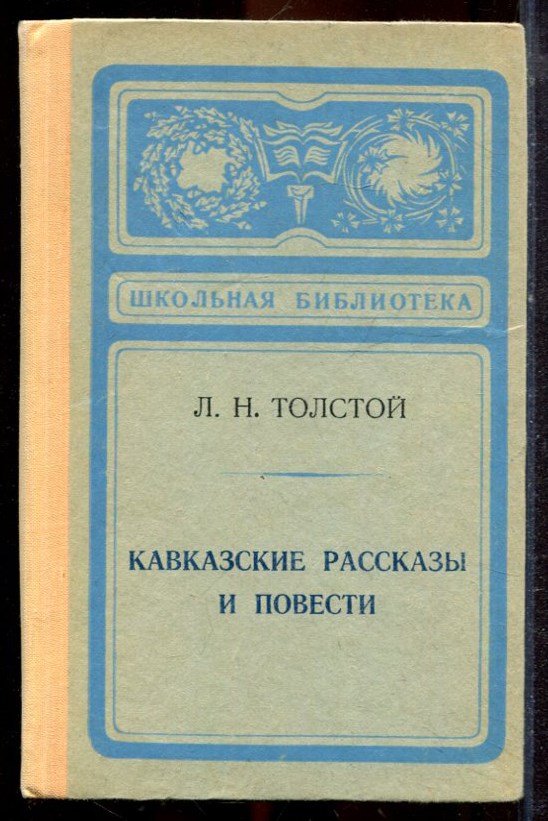 ШКОЛЬНАЯ БИБЛИОТЕКА
Л. Н. ТОЛСТОЙ
КАВКАЗСКИЕ РАССКАЗЫ
И ПОВЕСТИ